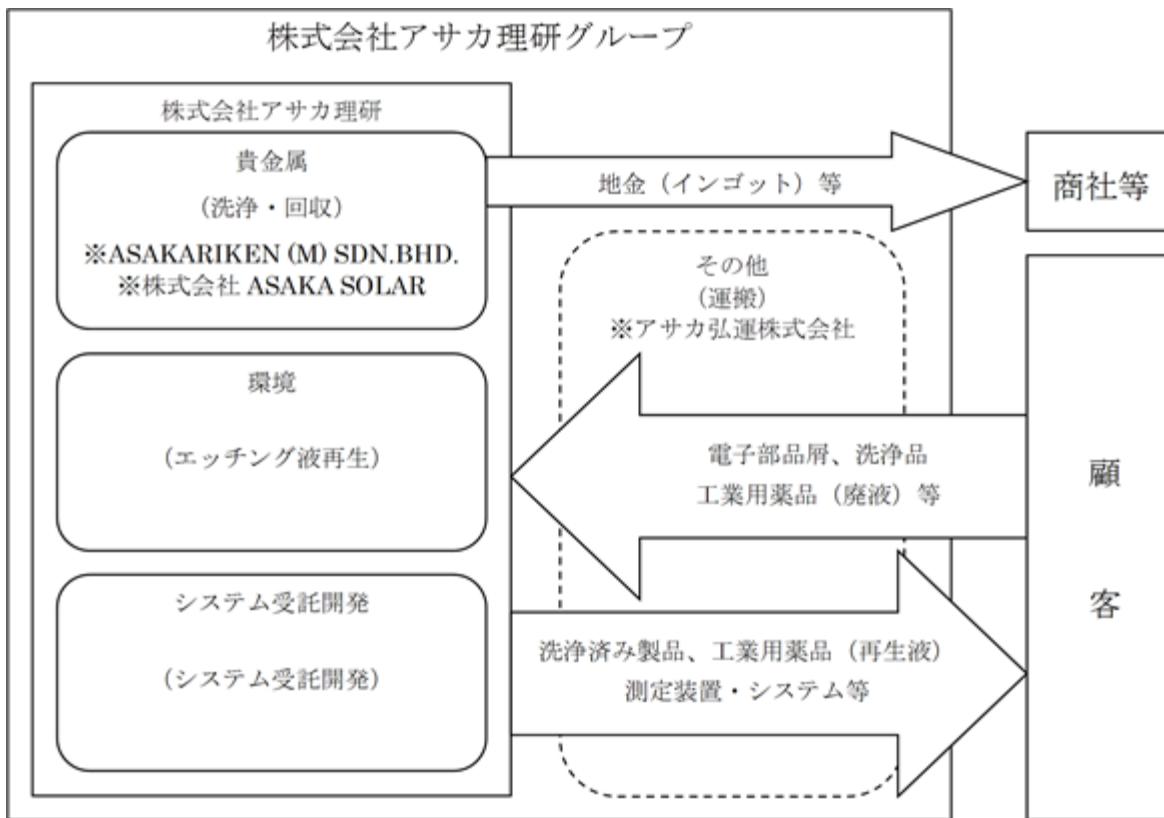 株式会社アサカ理研グループ
株式会社アサカ理研
貴金属
(洗浄・回収)
※ASAKARIKEN (M) SDN.BHD.
※株式会社 ASAKA SOLAR
環境
(エッチング液再生)
システム受託開発
(システム受託開発)
地金(インゴット)等
商社等
その他
(運搬)
※アサカ弘運株式会社
電子部品屑、洗浄品
工業用薬品(廃液)等
洗浄済み製品、工業用薬品(再生液)
測定装置・システム等
顧
客